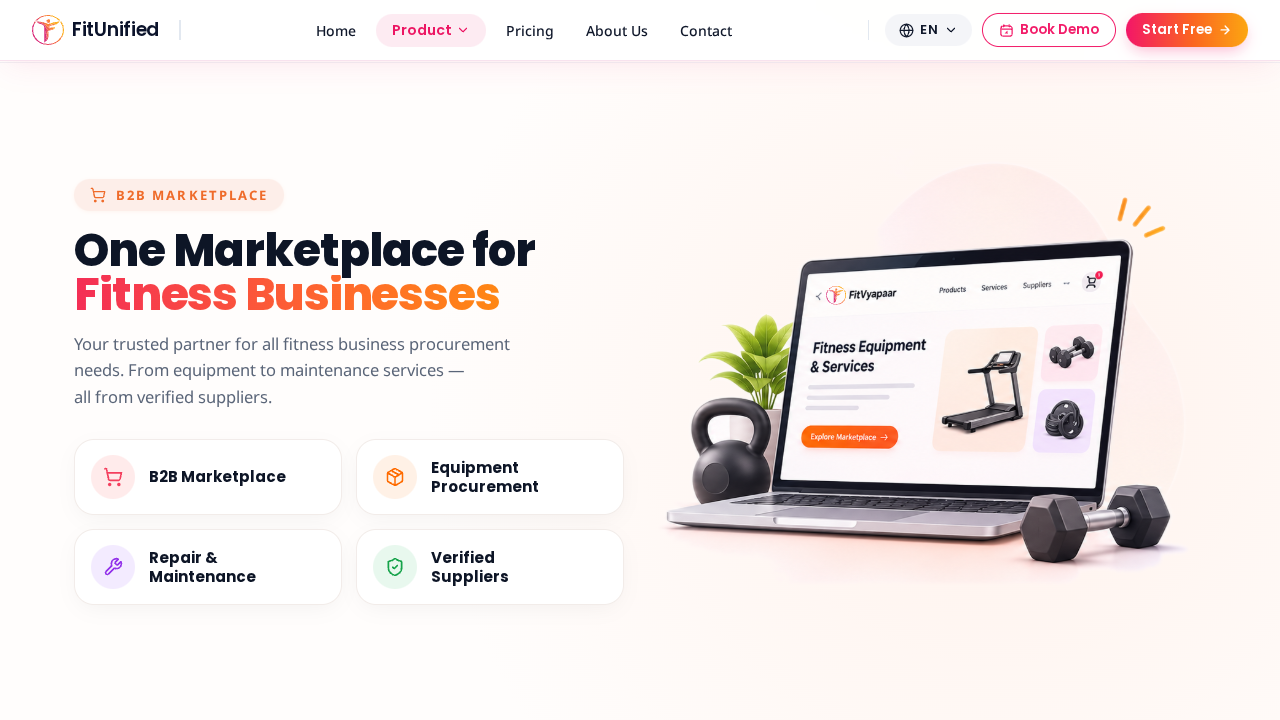 FitUnified
Home
Product
Pricing
About Us
Contact
EN
Book Demo
Start Free
B2B MARKETPLACE
One Marketplace for
Fitness Businesses
Your trusted partner for all fitness business procurement
needs. From equipment to maintenance services —
all from verified suppliers.
B2B Marketplace
Equipment
Procurement
Repair &
Maintenance
Verified
Suppliers
FitVyapaar
Products
Services
Suppliers
Fitness Equipment
& Services
Explore Marketplace